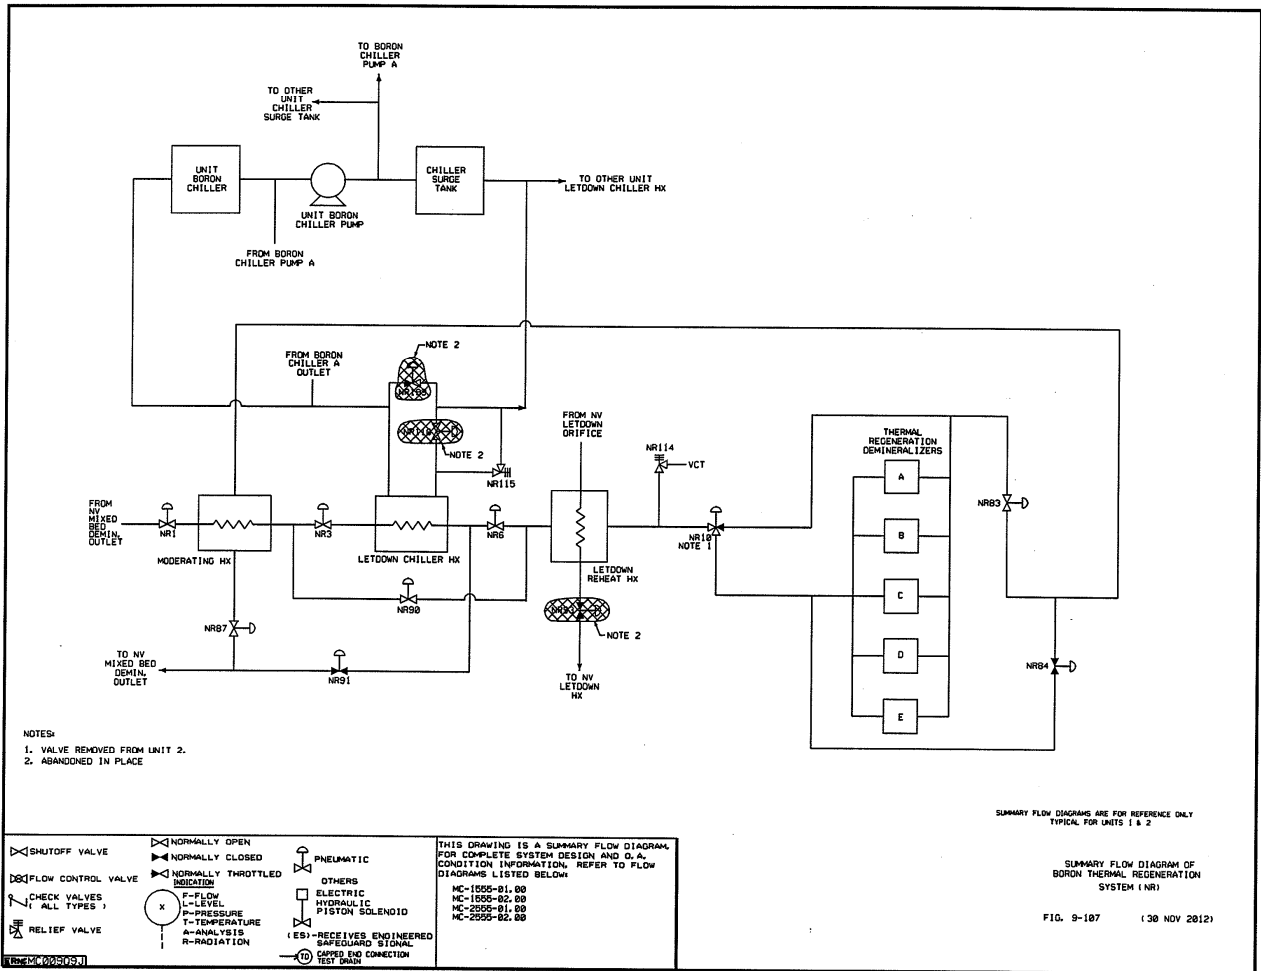 TO BORON
CHILLER
PUMP A
TO OTHER
UNIT
CHILLER
SURGE TANK
UNIT
BORON
CHILLER
CHILLER
SURGE
TANK
TO OTHER UNIT
LETDOWN CHILLER HX
UNIT BORON
CHILLER PUMP
FROM BORON
CHILLER PUMP A
NOTE 2
FROM BORON
CHILLER A
OUTLET
NOTE 2
NR115
FROM NV
LETDOWN
ORIFICE
NR114
VCT
THERMAL
REGENERATION
DEMINERALIZERS
A
B
C
D
E
NR83
NR84
FROM
NV
MIXED
BED
DEMIN.
OUTLET
NR1
NR3
NR6
NR10
NOTE 1
MODERATING HX
LETDOWN CHILLER HX
LETDOWN
REHEAT HX
NR90
NR87
NR93
NOTE 2
TO NV
MIXED BED
DEMIN.
OUTLET
NR91
TO NV
LETDOWN
HX
NOTES:
1. VALVE REMOVED FROM UNIT 2.
2. ABANDONED IN PLACE
SUMMARY FLOW DIAGRAMS ARE FOR REFERENCE ONLY
TYPICAL FOR UNITS 1 & 2
SHUTOFF VALVE
FLOW CONTROL VALVE
CHECK VALVES
( ALL TYPES )
RELIEF VALVE
NORMALLY OPEN
NORMALLY CLOSED
NORMALLY THROTTLED
INDICATION
X
F-FLOW
L-LEVEL
P-PRESSURE
T-TEMPERATURE
A-ANALYSIS
R-RADIATION
PNEUMATIC
OTHERS
ELECTRIC
HYDRAULIC
PISTON SOLENOID
(ES)-RECEIVES ENGINEERED
SAFEGUARD SIGNAL
TD
CAPPED END CONNECTION
TEST DRAIN
THIS DRAWING IS A SUMMARY FLOW DIAGRAM.
FOR COMPLETE SYSTEM DESIGN AND Q.A.
CONDITION INFORMATION, REFER TO FLOW
DIAGRAMS LISTED BELOW:
MC-1555-01.00
MC-1555-02.00
MC-2555-01.00
MC-2555-02.00
SUMMARY FLOW DIAGRAM OF
BORON THERMAL REGENERATION
SYSTEM (NR)
FIG. 9-107 (30 NOV 2012)
MC00909J